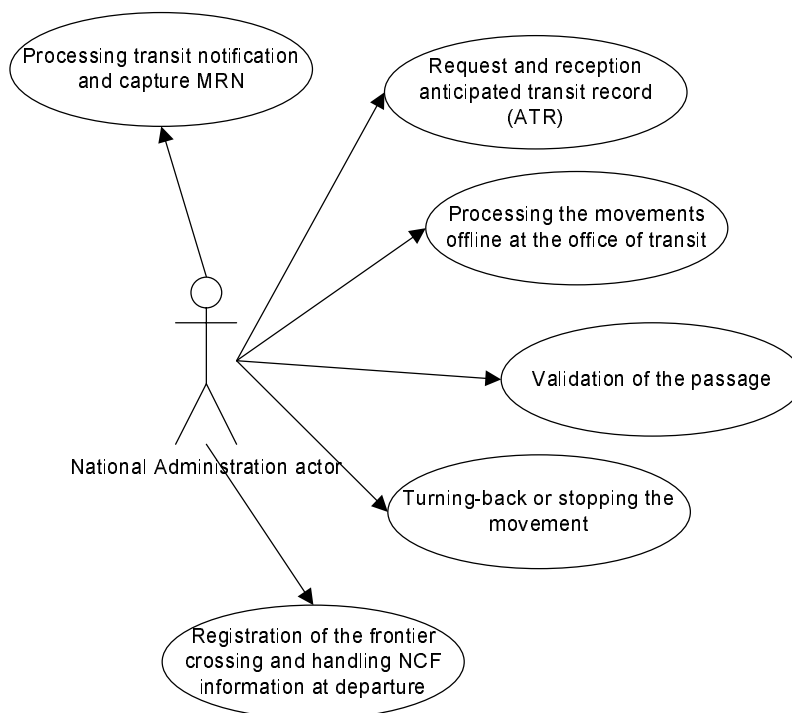 Processing transit notification
and capture MRN
Request and reception
anticipated transit record
(ATR)
Processing the movements
offline at the office of transit
Validation of the passage
National Administration actor
Turning-back or stopping the
movement
Registration of the frontier
crossing and handling NCF
information at departure